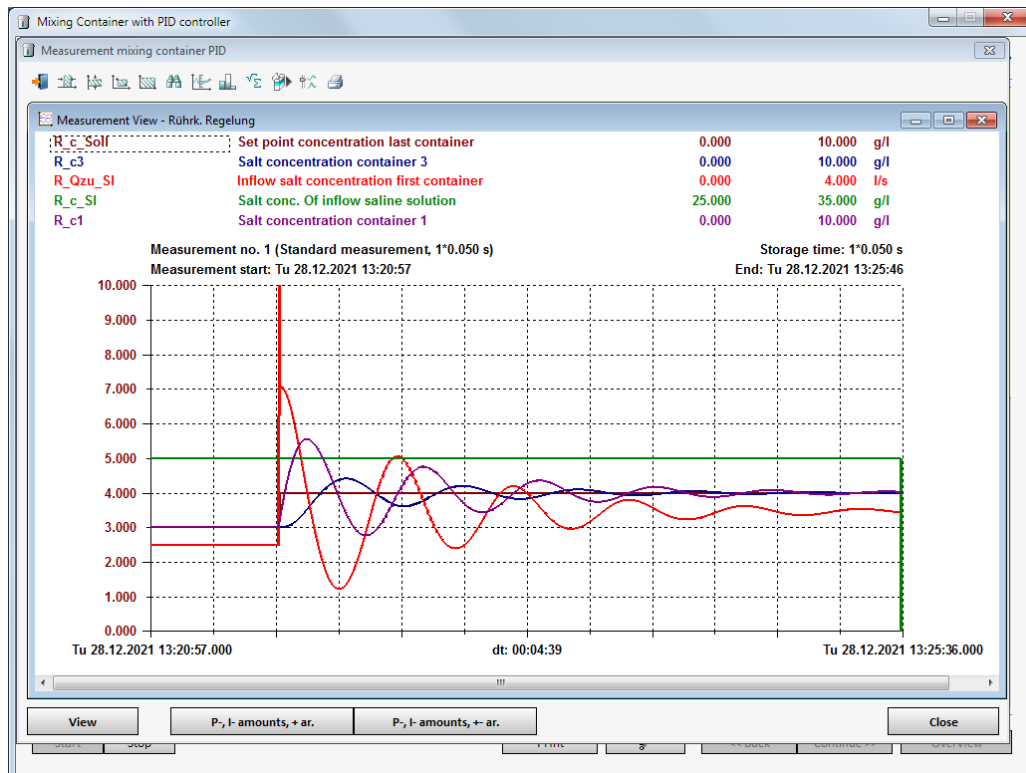 Mixing Container with PID controller
Measurement mixing container PID
Measurement View - Rührk. Regelung
R_c_Soll Set point concentration last container 0.000 10.000 g/l
R_c3 Salt concentration container 3 0.000 10.000 g/l
R_Qzu_Sl Inflow salt concentration first container 0.000 4.000 l/s
R_c_Sl Salt conc. Of inflow saline solution 25.000 35.000 g/l
R_c1 Salt concentration container 1 0.000 10.000 g/l
Measurement no. 1 (Standard measurement, 1*0.050 s) Storage time: 1*0.050 s
Measurement start: Tu 28.12.2021 13:20:57 End: Tu 28.12.2021 13:25:46
10.000
9.000
8.000
7.000
6.000
5.000
4.000
3.000
2.000
1.000
0.000
Tu 28.12.2021 13:20:57.000 dt: 00:04:39 Tu 28.12.2021 13:25:36.000
View P-, I- amounts, + ar. P-, I- amounts, +- ar. Close
Start Stop Print << Back Continue >> Overview